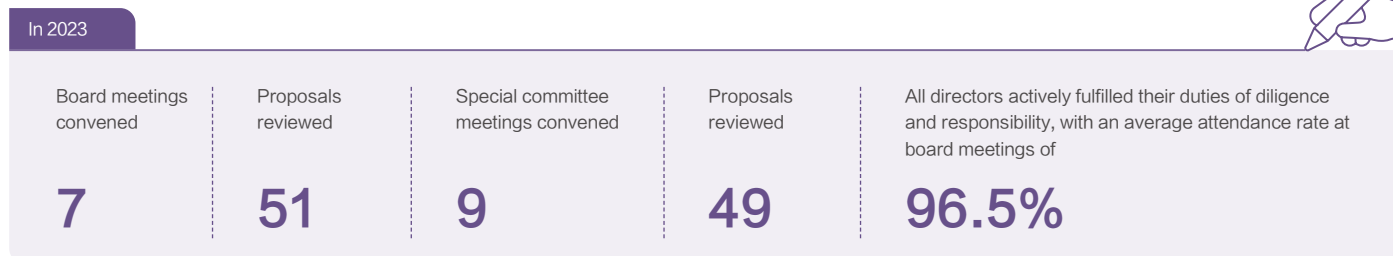 In 2023
Board meetings
convened
7
Proposals
reviewed
51
Special committee
meetings convened
9
Proposals
reviewed
49
All directors actively fulfilled their duties of diligence
and responsibility, with an average attendance rate at
board meetings of
96.5%